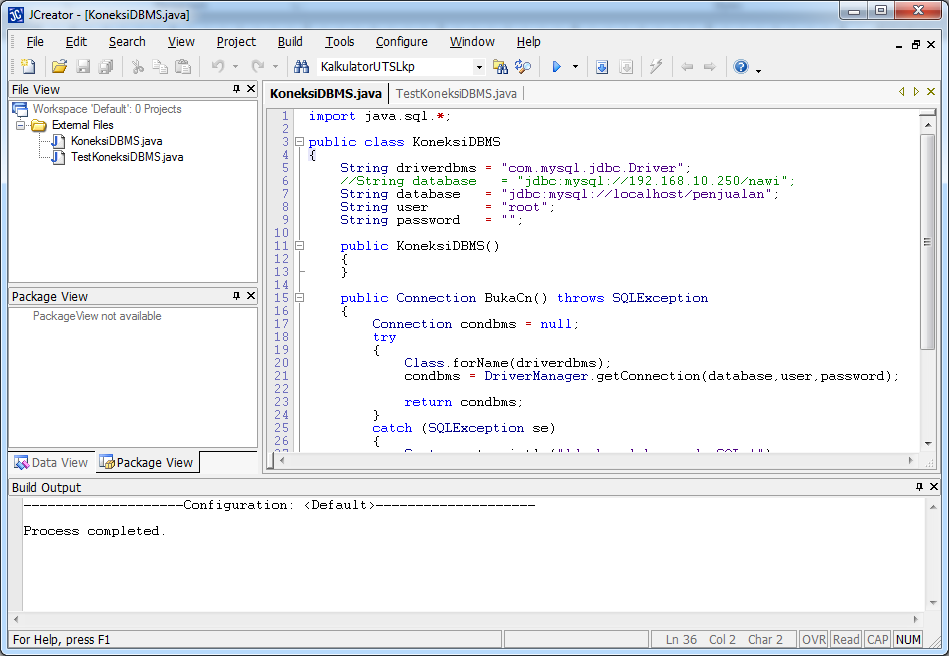 JCreator - [KoneksiDBMS.java]
File Edit Search View Project Build Tools Configure Window Help
KalkulatorUTSLkp
File View
Workspace 'Default': 0 Projects
External Files
KoneksiDBMS.java
TestKoneksiDBMS.java
Package View
PackageView not available
Data View Package View
KoneksiDBMS.java TestKoneksiDBMS.java
1 import java.sql.*;
2
3 public class KoneksiDBMS
4 {
5 String driverdbms = "com.mysql.jdbc.Driver";
6 //String database = "jdbc:mysql://192.168.10.250/nawi";
7 String database = "jdbc:mysql://localhost/penjualan";
8 String user = "root";
9 String password = "";
10
11 public KoneksiDBMS()
12 {
13 }
14
15 public Connection BukaCn() throws SQLException
16 {
17 Connection condbms = null;
18 try
19 {
20 Class.forName(driverdbms);
21 condbms = DriverManager.getConnection(database,user,password);
22
23 return condbms;
24 }
25 catch (SQLException se)
26 {
Build Output
--------------------Configuration: <Default>--------------------
Process completed.
For Help, press F1
Ln 36 Col 2 Char 2 OVR Read CAP NUM